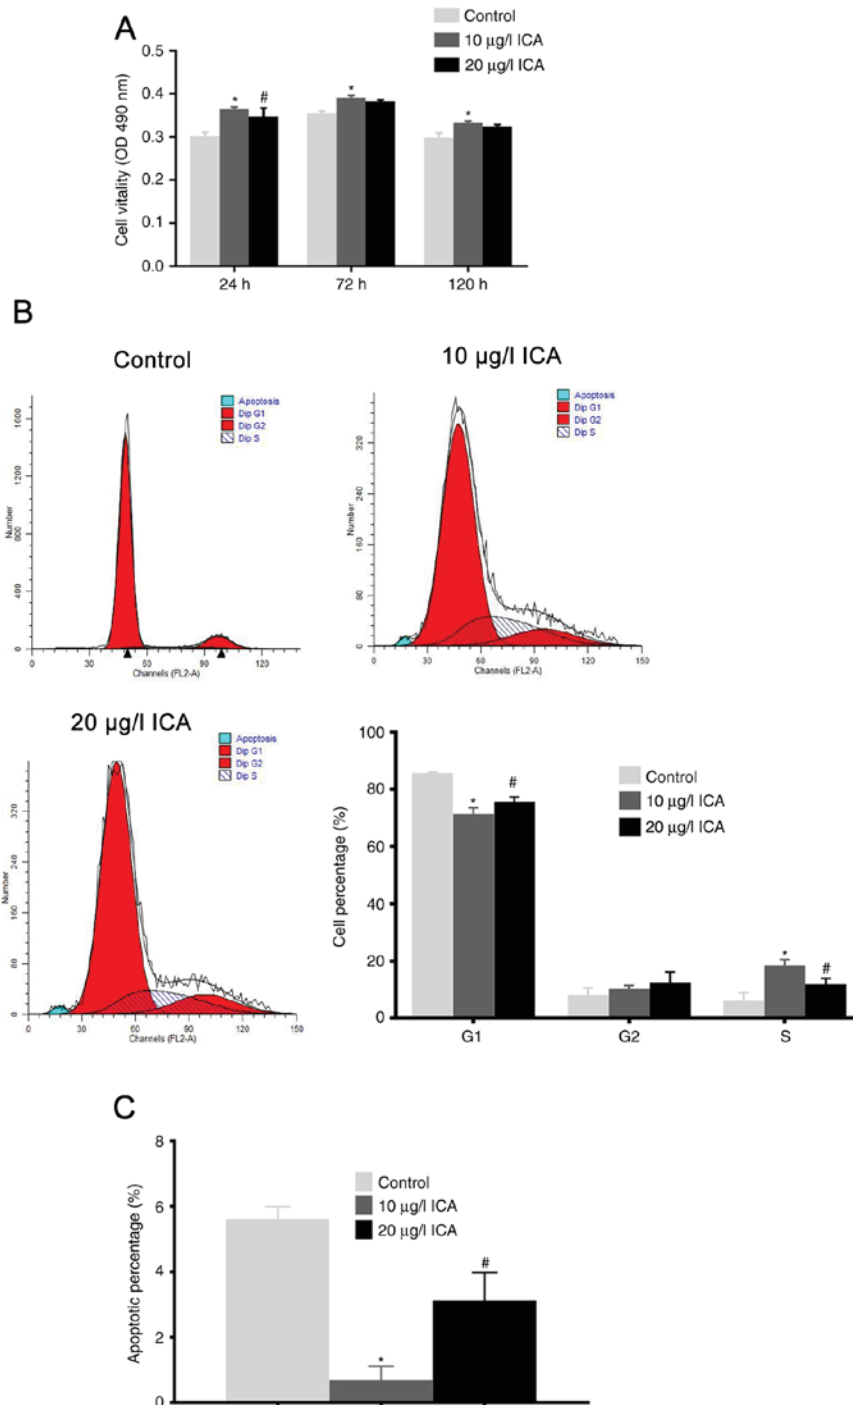 A
Control
10 µg/l ICA
20 µg/l ICA
Cell vitality (OD 490 nm)
0.5
0.4
0.3
0.2
0.1
0.0
* #
*
*
24 h 72 h 120 h
B
Control
Apoptosis
Dip G1
Dip G2
Dip S
Number
1600
1200
800
400
0
0 30 60 90 120
Channels (FL2-A)
10 µg/l ICA
Apoptosis
Dip G1
Dip G2
Dip S
Number
320
240
160
80
0
0 30 60 90 120 150
Channels (FL2-A)
20 µg/l ICA
Apoptosis
Dip G1
Dip G2
Dip S
Number
320
240
160
80
0
0 30 60 90 120 150
Channels (FL2-A)
Cell percentage (%)
100
80
60
40
20
0
Control
10 µg/l ICA
20 µg/l ICA
* #
* #
G1 G2 S
C
Apoptotic percentage (%)
8
6
4
2
0
Control
10 µg/l ICA
20 µg/l ICA
* #